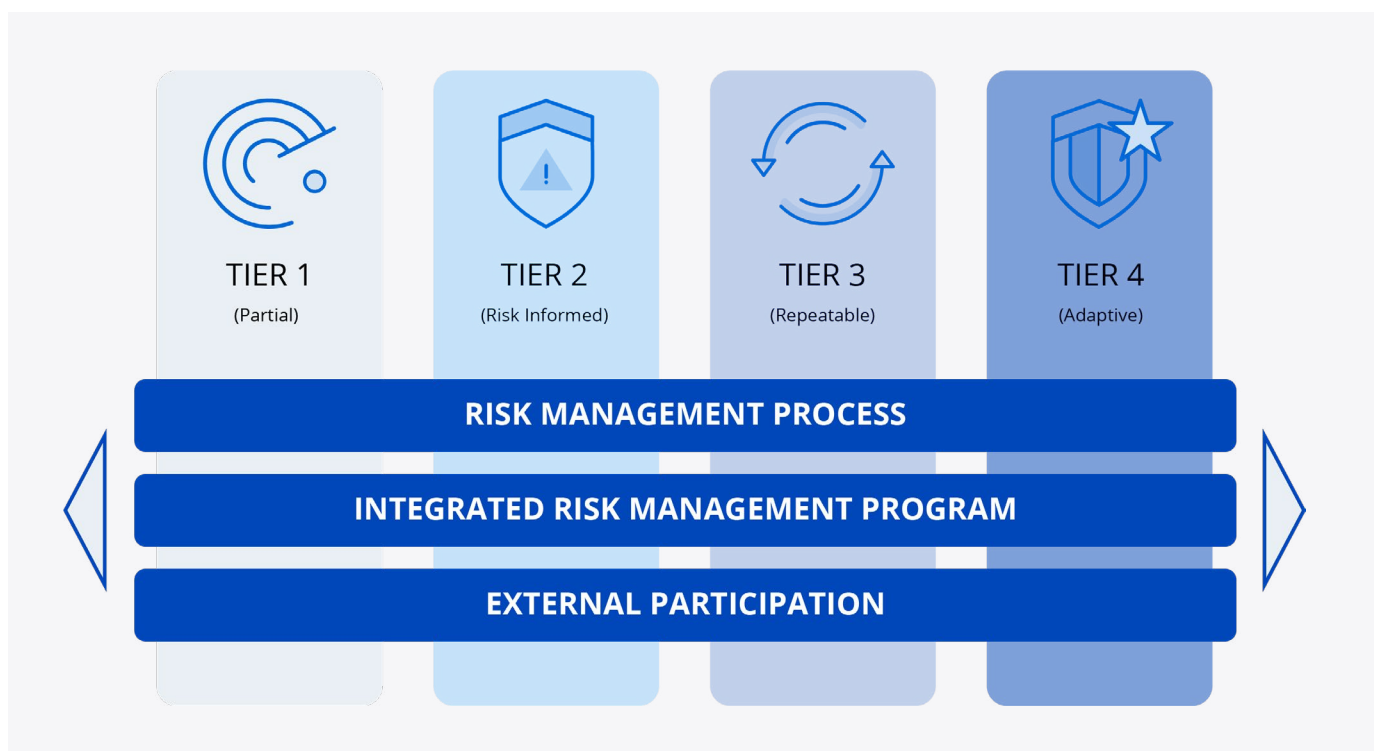 TIER 1
(Partial)
TIER 2
(Risk Informed)
TIER 3
(Repeatable)
TIER 4
(Adaptive)
RISK MANAGEMENT PROCESS
INTEGRATED RISK MANAGEMENT PROGRAM
EXTERNAL PARTICIPATION